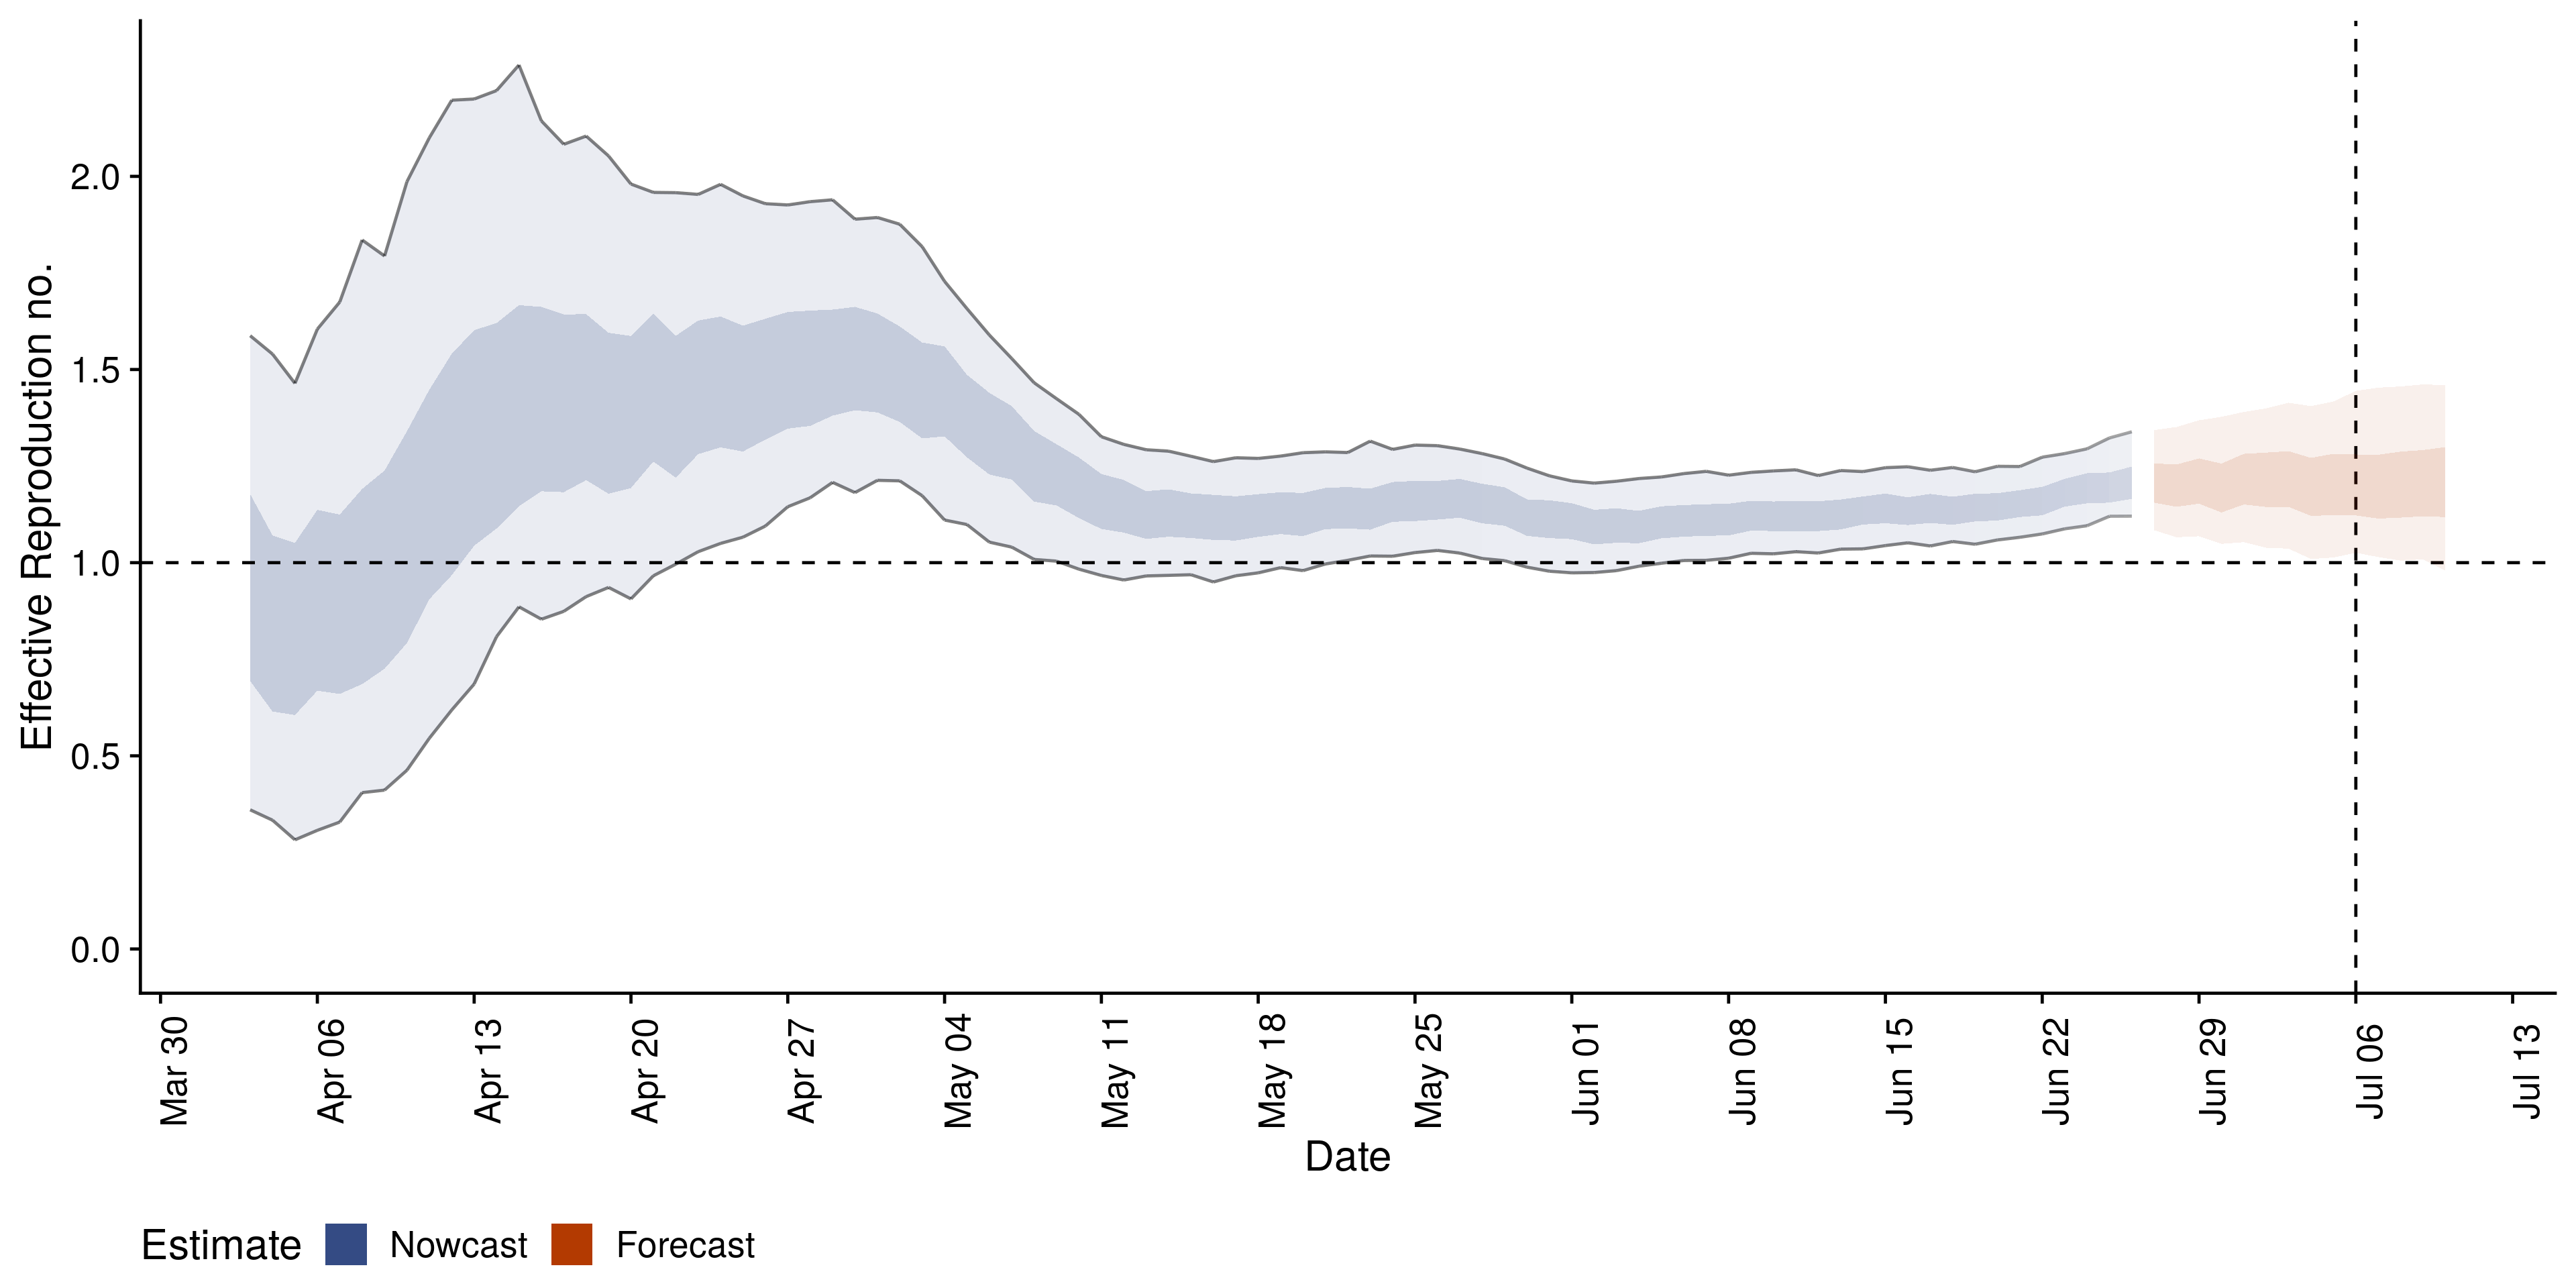 Effective Reproduction no.
2.0
1.5
1.0
0.5
0.0
Mar 30
Apr 06
Apr 13
Apr 20
Apr 27
May 04
May 11
May 18
May 25
Jun 01
Jun 08
Jun 15
Jun 22
Jun 29
Jul 06
Jul 13
Date
Estimate Nowcast Forecast